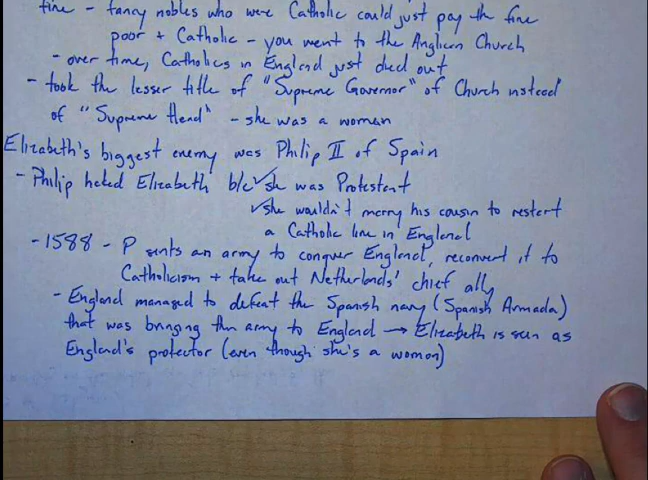 fine - fancy nobles who were Catholic could just pay the fine
poor + Catholic - you went to the Anglican Church
- over time, Catholics in England just died out
- took the lesser title of "Supreme Governor" of Church instead
of "Supreme Head" - she was a woman
Elizabeth's biggest enemy was Philip II of Spain
- Philip hated Elizabeth b/c ✓she was Protestant
✓she wouldn't marry his cousin to restart
a Catholic line in England
- 1588 - P sents an army to conquer England, reconvert it to
Catholicism + take out Netherlands' chief ally
- England managed to defeat the Spanish navy (Spanish Armada)
that was bringing the army to England → Elizabeth is seen as
England's protector (even though she's a woman)